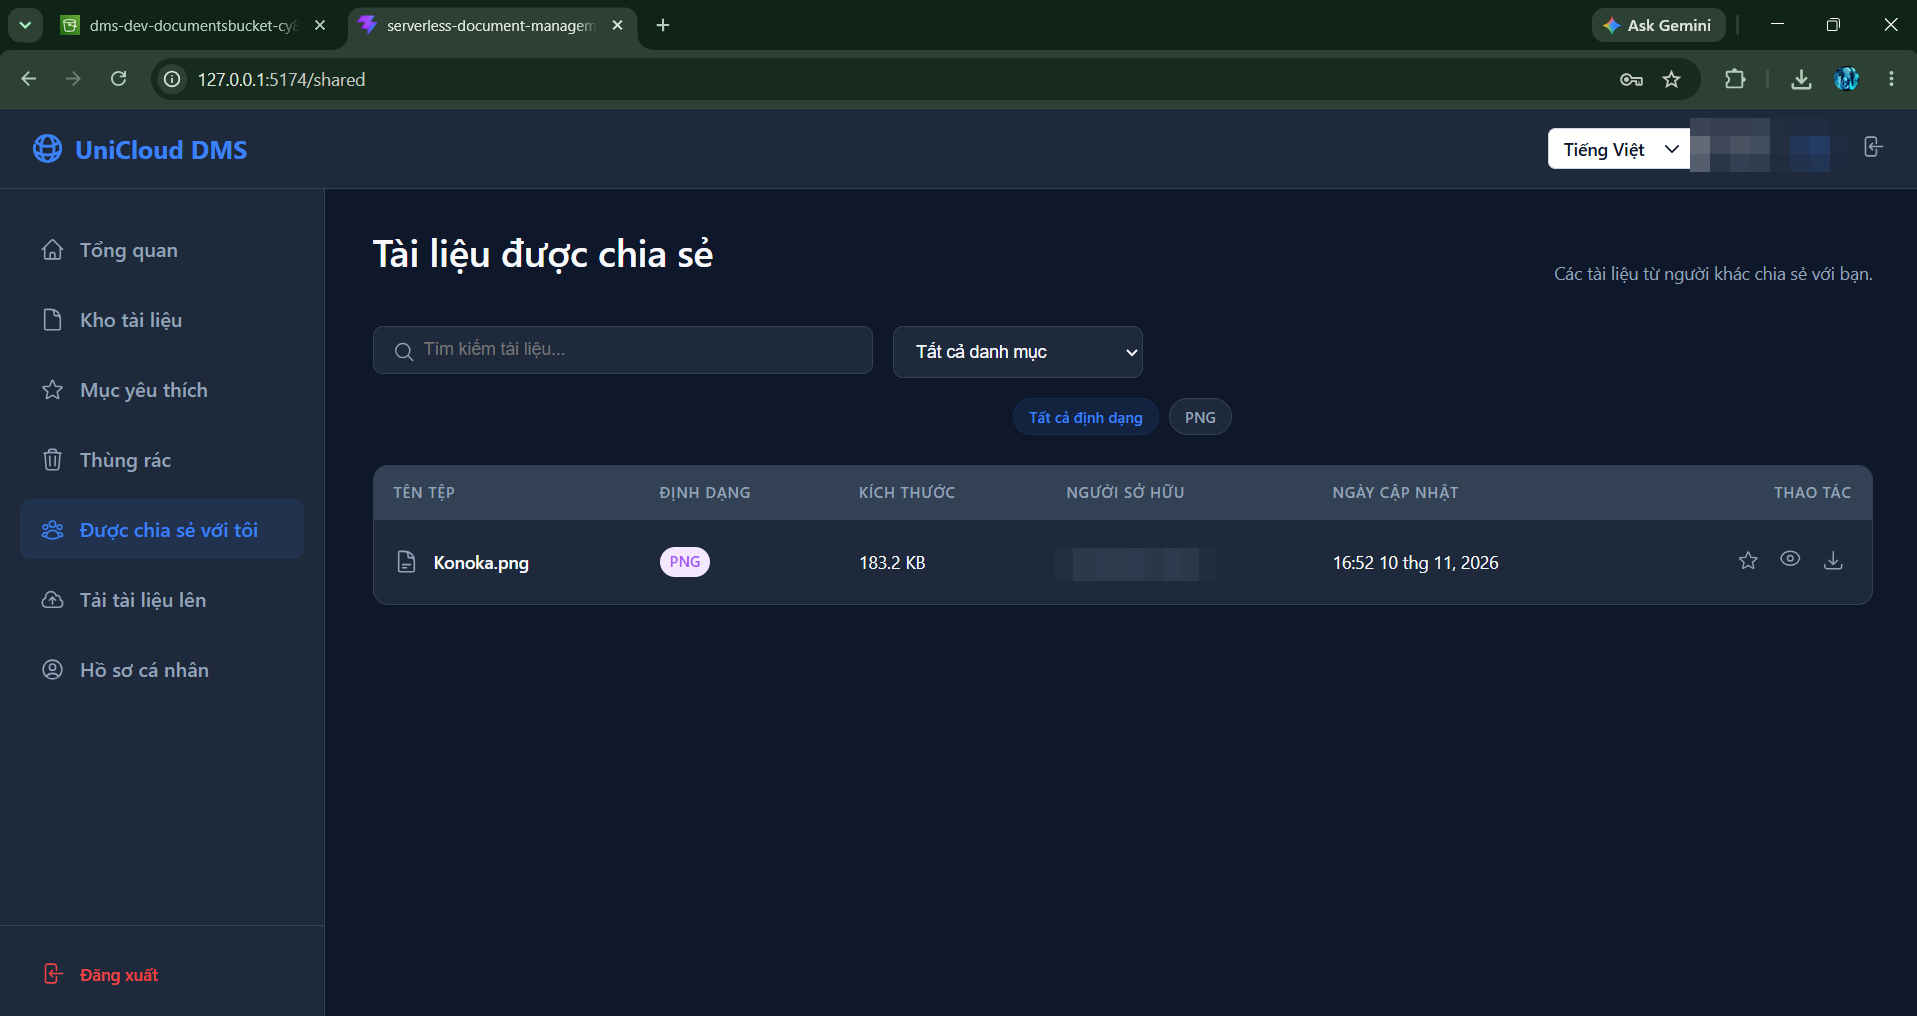 dms-dev-documentsbucket-cy8
serverless-document-managem
Ask Gemini
127.0.0.1:5174/shared
UniCloud DMS
Tiếng Việt
Tổng quan
Kho tài liệu
Mục yêu thích
Thùng rác
Được chia sẻ với tôi
Tải tài liệu lên
Hồ sơ cá nhân
Đăng xuất
Tài liệu được chia sẻ
Các tài liệu từ người khác chia sẻ với bạn.
Tìm kiếm tài liệu...
Tất cả danh mục
Tất cả định dạng PNG
TÊN TỆP ĐỊNH DẠNG KÍCH THƯỚC NGƯỜI SỞ HỮU NGÀY CẬP NHẬT THAO TÁC
Konoka.png PNG 183.2 KB 16:52 10 thg 11, 2026